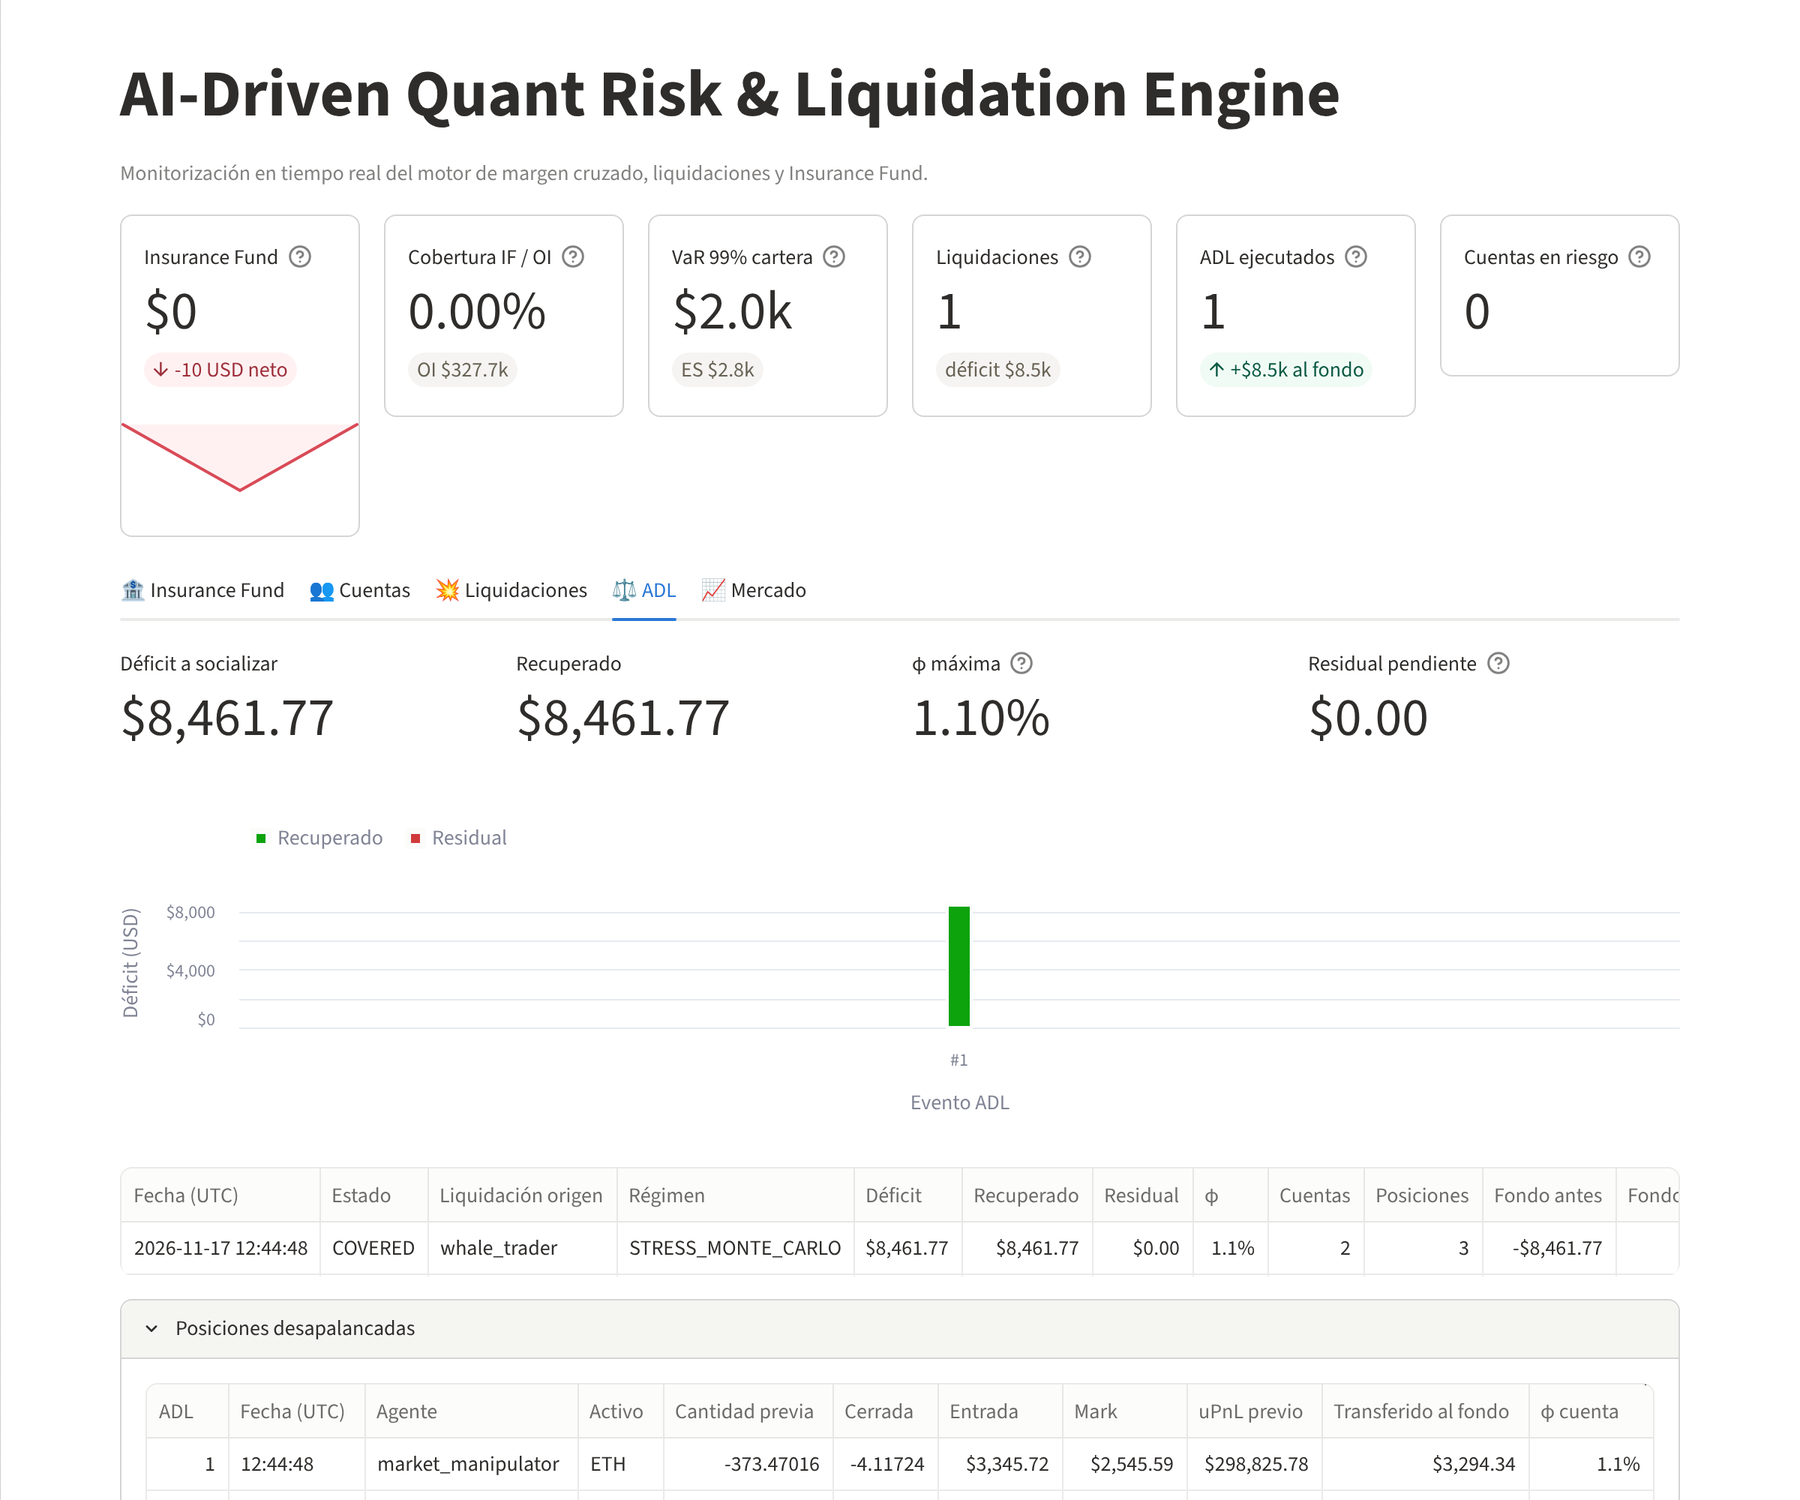 AI-Driven Quant Risk & Liquidation Engine
Monitorización en tiempo real del motor de margen cruzado, liquidaciones y Insurance Fund.
Insurance Fund
$0
↓ -10 USD neto
Cobertura IF / OI
0.00%
OI $327.7k
VaR 99% cartera
$2.0k
ES $2.8k
Liquidaciones
1
déficit $8.5k
ADL ejecutados
1
↑ +$8.5k al fondo
Cuentas en riesgo
0
🏦 Insurance Fund 👥 Cuentas 💥 Liquidaciones ⚖️ ADL 📈 Mercado
Déficit a socializar
$8,461.77
Recuperado
$8,461.77
φ máxima
1.10%
Residual pendiente
$0.00
Recuperado Residual
Déficit (USD)
$8,000
$4,000
$0
#1
Evento ADL
Fecha (UTC) Estado Liquidación origen Régimen Déficit Recuperado Residual φ Cuentas Posiciones Fondo antes Fondo
2026-11-17 12:44:48 COVERED whale_trader STRESS_MONTE_CARLO $8,461.77 $8,461.77 $0.00 1.1% 2 3 -$8,461.77
Posiciones desapalancadas
ADL Fecha (UTC) Agente Activo Cantidad previa Cerrada Entrada Mark uPnL previo Transferido al fondo φ cuenta
1 12:44:48 market_manipulator ETH -373.47016 -4.11724 $3,345.72 $2,545.59 $298,825.78 $3,294.34 1.1%